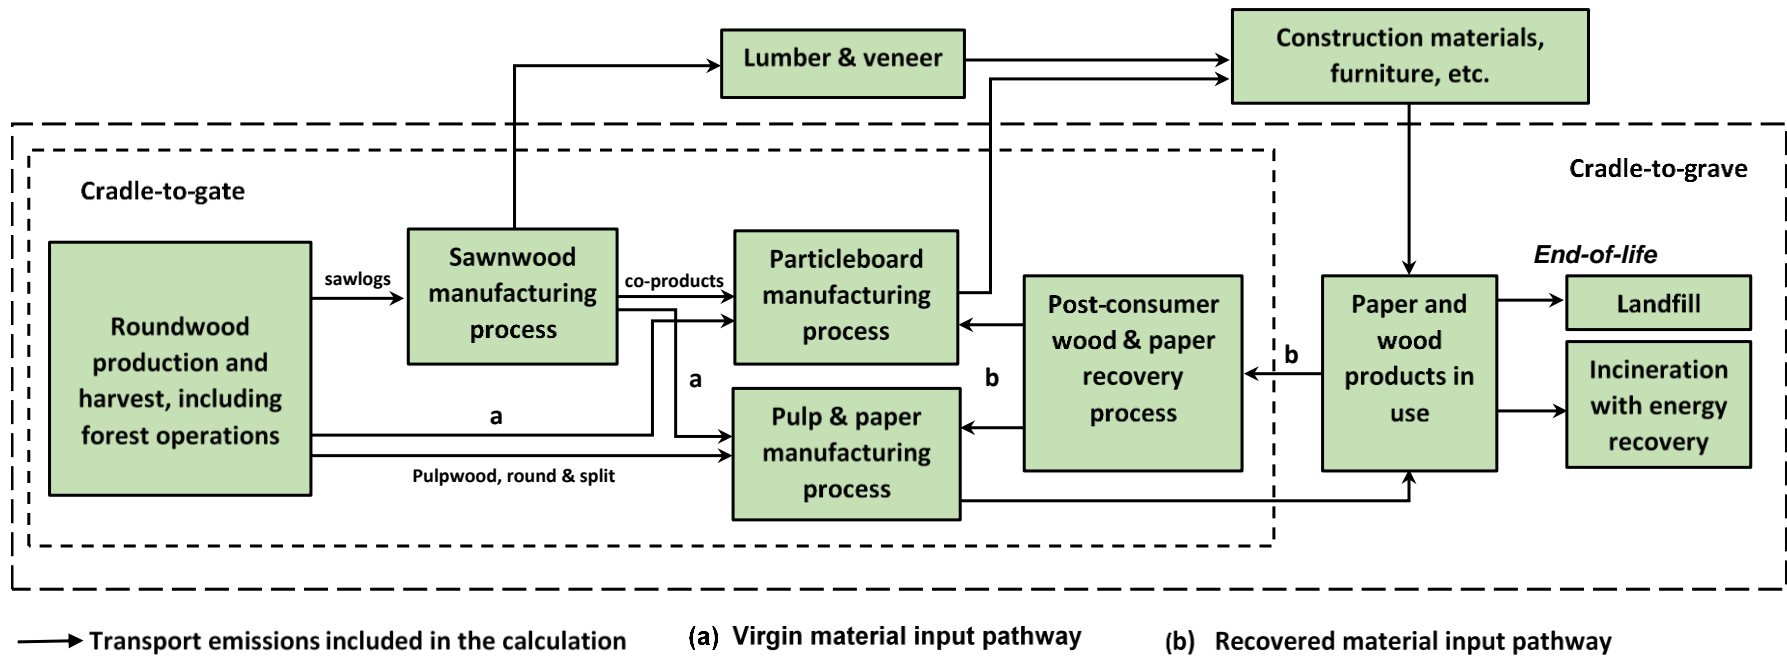 Lumber & veneer
Construction materials,
furniture, etc.
Cradle-to-gate
Cradle-to-grave
Roundwood
production and
harvest, including
forest operations
sawlogs
Sawnwood
manufacturing
process
co-products
Particleboard
manufacturing
process
a
a
Pulpwood, round & split
Pulp & paper
manufacturing
process
b
Post-consumer
wood & paper
recovery
process
b
Paper and
wood
products in
use
End-of-life
Landfill
Incineration
with energy
recovery
Transport emissions included in the calculation
(a) Virgin material input pathway
(b) Recovered material input pathway